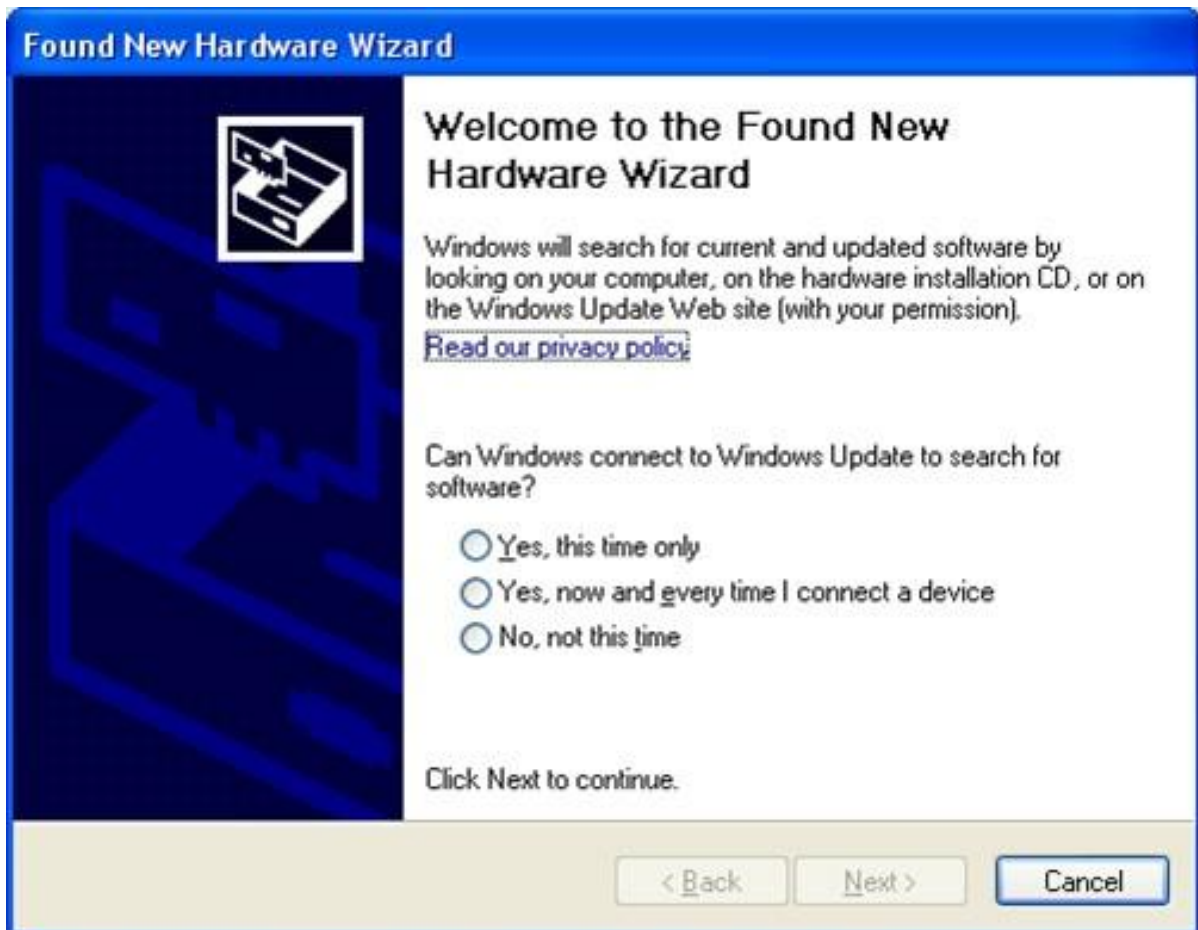 Found New Hardware Wizard
Welcome to the Found New
Hardware Wizard
Windows will search for current and updated software by
looking on your computer, on the hardware installation CD, or on
the Windows Update Web site (with your permission).
Read our privacy policy
Can Windows connect to Windows Update to search for
software?
Yes, this time only
Yes, now and every time I connect a device
No, not this time
Click Next to continue.
< Back
Next >
Cancel